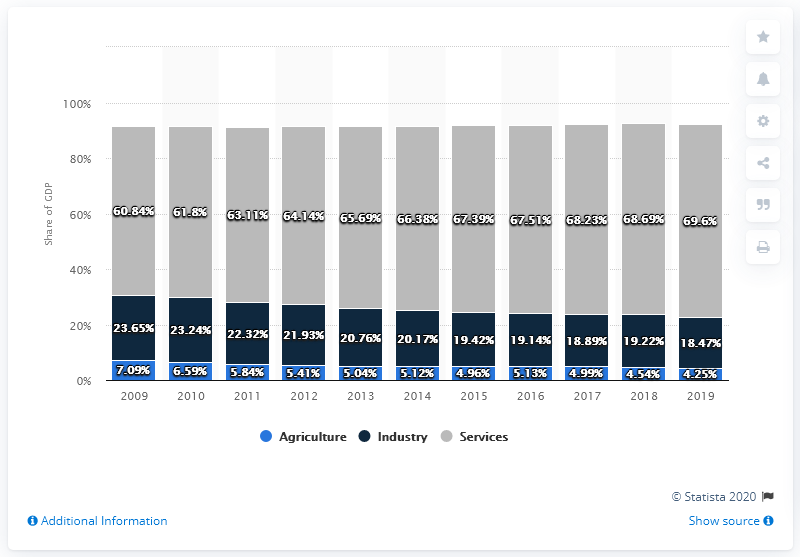 Share of GDP
100%
80%
60%
40%
20%
0%
60.84% 61.8% 63.11% 64.14% 65.69% 66.38% 67.39% 67.51% 68.23% 68.69% 69.6%
23.65% 23.24% 22.32% 21.93% 20.76% 20.17% 19.42% 19.14% 18.89% 19.22% 18.47%
7.09% 6.59% 5.84% 5.41% 5.04% 5.12% 4.96% 5.13% 4.99% 4.54% 4.25%
2009 2010 2011 2012 2013 2014 2015 2016 2017 2018 2019
Agriculture Industry Services
© Statista 2020
Additional Information Show source